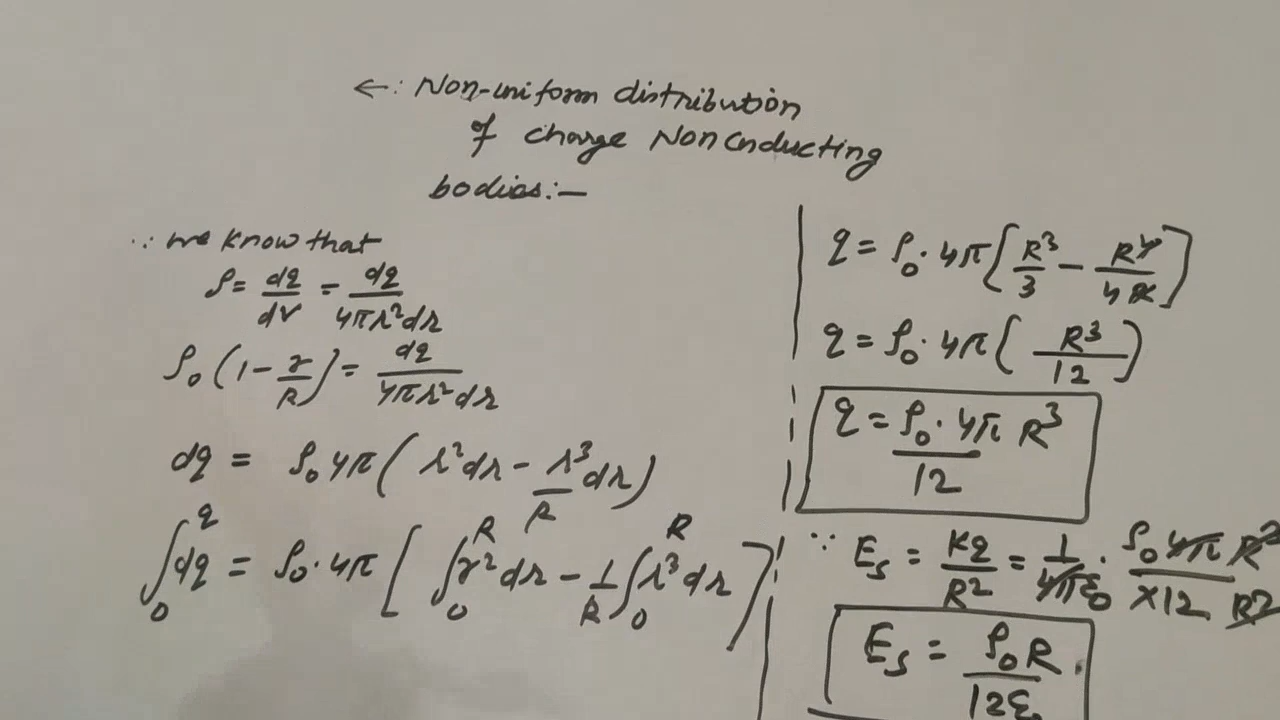 ←: Non-uniform distribution
of charge Nonconducting
bodies:—
∴ we know that
ρ = dq/dv = dq/4πr²dr
ρ₀(1 - r/R) = dq/4πr²dr
dq = ρ₀4π(r²dr - r³/R dr)
∫₀^q dq = ρ₀·4π[∫₀^R r²dr - 1/R ∫₀^R r³dr]
q = ρ₀·4π[R³/3 - R⁴/4R]
q = ρ₀·4π(R³/12)
q = ρ₀·4π/12 R³
∵ Es = Kq/R² = 1/4πε₀ · ρ₀4πR³/×12 R²
Es = ρ₀R/12ε₀